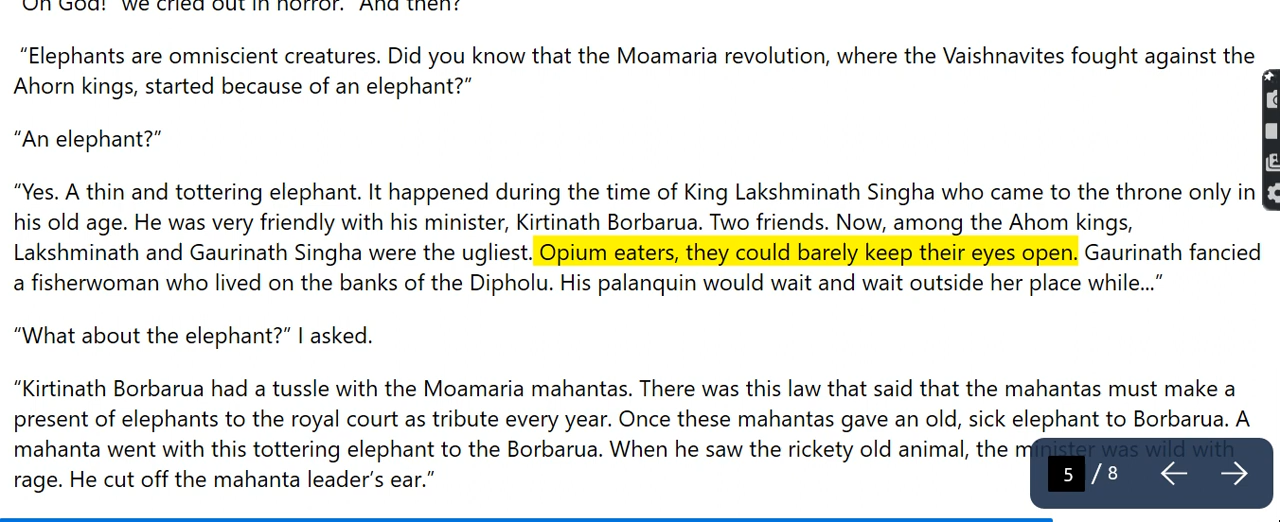 "Oh God!" we cried out in horror. "And then?"
“Elephants are omniscient creatures. Did you know that the Moamaria revolution, where the Vaishnavites fought against the
Ahorn kings, started because of an elephant?”
“An elephant?”
“Yes. A thin and tottering elephant. It happened during the time of King Lakshminath Singha who came to the throne only in
his old age. He was very friendly with his minister, Kirtinath Borbarua. Two friends. Now, among the Ahom kings,
Lakshminath and Gaurinath Singha were the ugliest. Opium eaters, they could barely keep their eyes open. Gaurinath fancied
a fisherwoman who lived on the banks of the Dipholu. His palanquin would wait and wait outside her place while...”
“What about the elephant?” I asked.
“Kirtinath Borbarua had a tussle with the Moamaria mahantas. There was this law that said that the mahantas must make a
present of elephants to the royal court as tribute every year. Once these mahantas gave an old, sick elephant to Borbarua. A
mahanta went with this tottering elephant to the Borbarua. When he saw the rickety old animal, the minister was wild with
rage. He cut off the mahanta leader’s ear.”
5 / 8